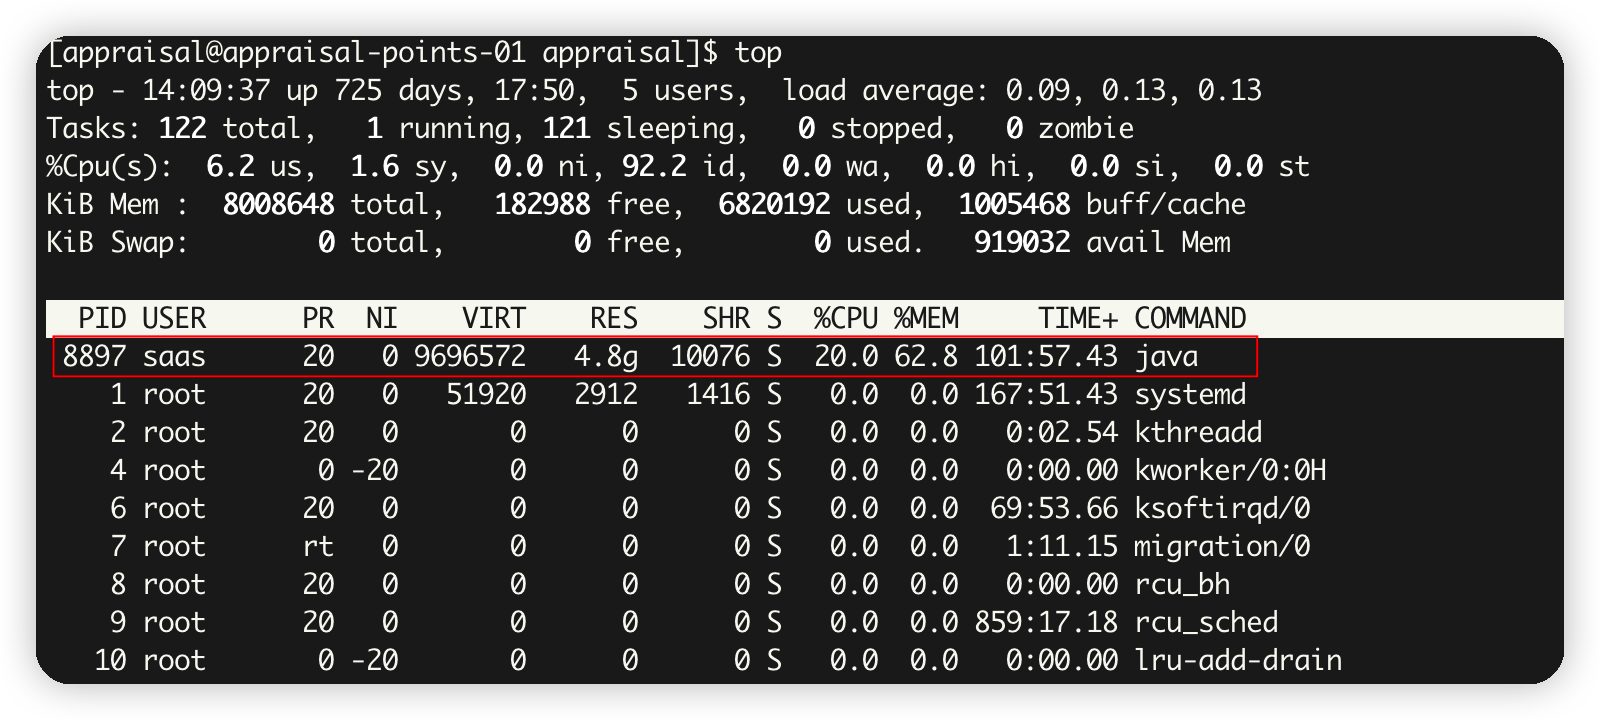 [appraisal@appraisal-points-01 appraisal]$ top
top - 14:09:37 up 725 days, 17:50,  5 users,  load average: 0.09, 0.13, 0.13
Tasks: 122 total,   1 running, 121 sleeping,   0 stopped,   0 zombie
%Cpu(s):  6.2 us,  1.6 sy,  0.0 ni, 92.2 id,  0.0 wa,  0.0 hi,  0.0 si,  0.0 st
KiB Mem :  8008648 total,   182988 free,  6820192 used,  1005468 buff/cache
KiB Swap:        0 total,        0 free,        0 used.   919032 avail Mem
  PID USER      PR  NI    VIRT    RES    SHR S  %CPU %MEM     TIME+ COMMAND
 8897 saas      20   0 9696572   4.8g  10076 S  20.0 62.8 101:57.43 java
    1 root      20   0   51920   2912   1416 S   0.0  0.0 167:51.43 systemd
    2 root      20   0       0      0      0 S   0.0  0.0   0:02.54 kthreadd
    4 root       0 -20       0      0      0 S   0.0  0.0   0:00.00 kworker/0:0H
    6 root      20   0       0      0      0 S   0.0  0.0  69:53.66 ksoftirqd/0
    7 root      rt   0       0      0      0 S   0.0  0.0   1:11.15 migration/0
    8 root      20   0       0      0      0 S   0.0  0.0   0:00.00 rcu_bh
    9 root      20   0       0      0      0 S   0.0  0.0 859:17.18 rcu_sched
   10 root       0 -20       0      0      0 S   0.0  0.0   0:00.00 lru-add-drain